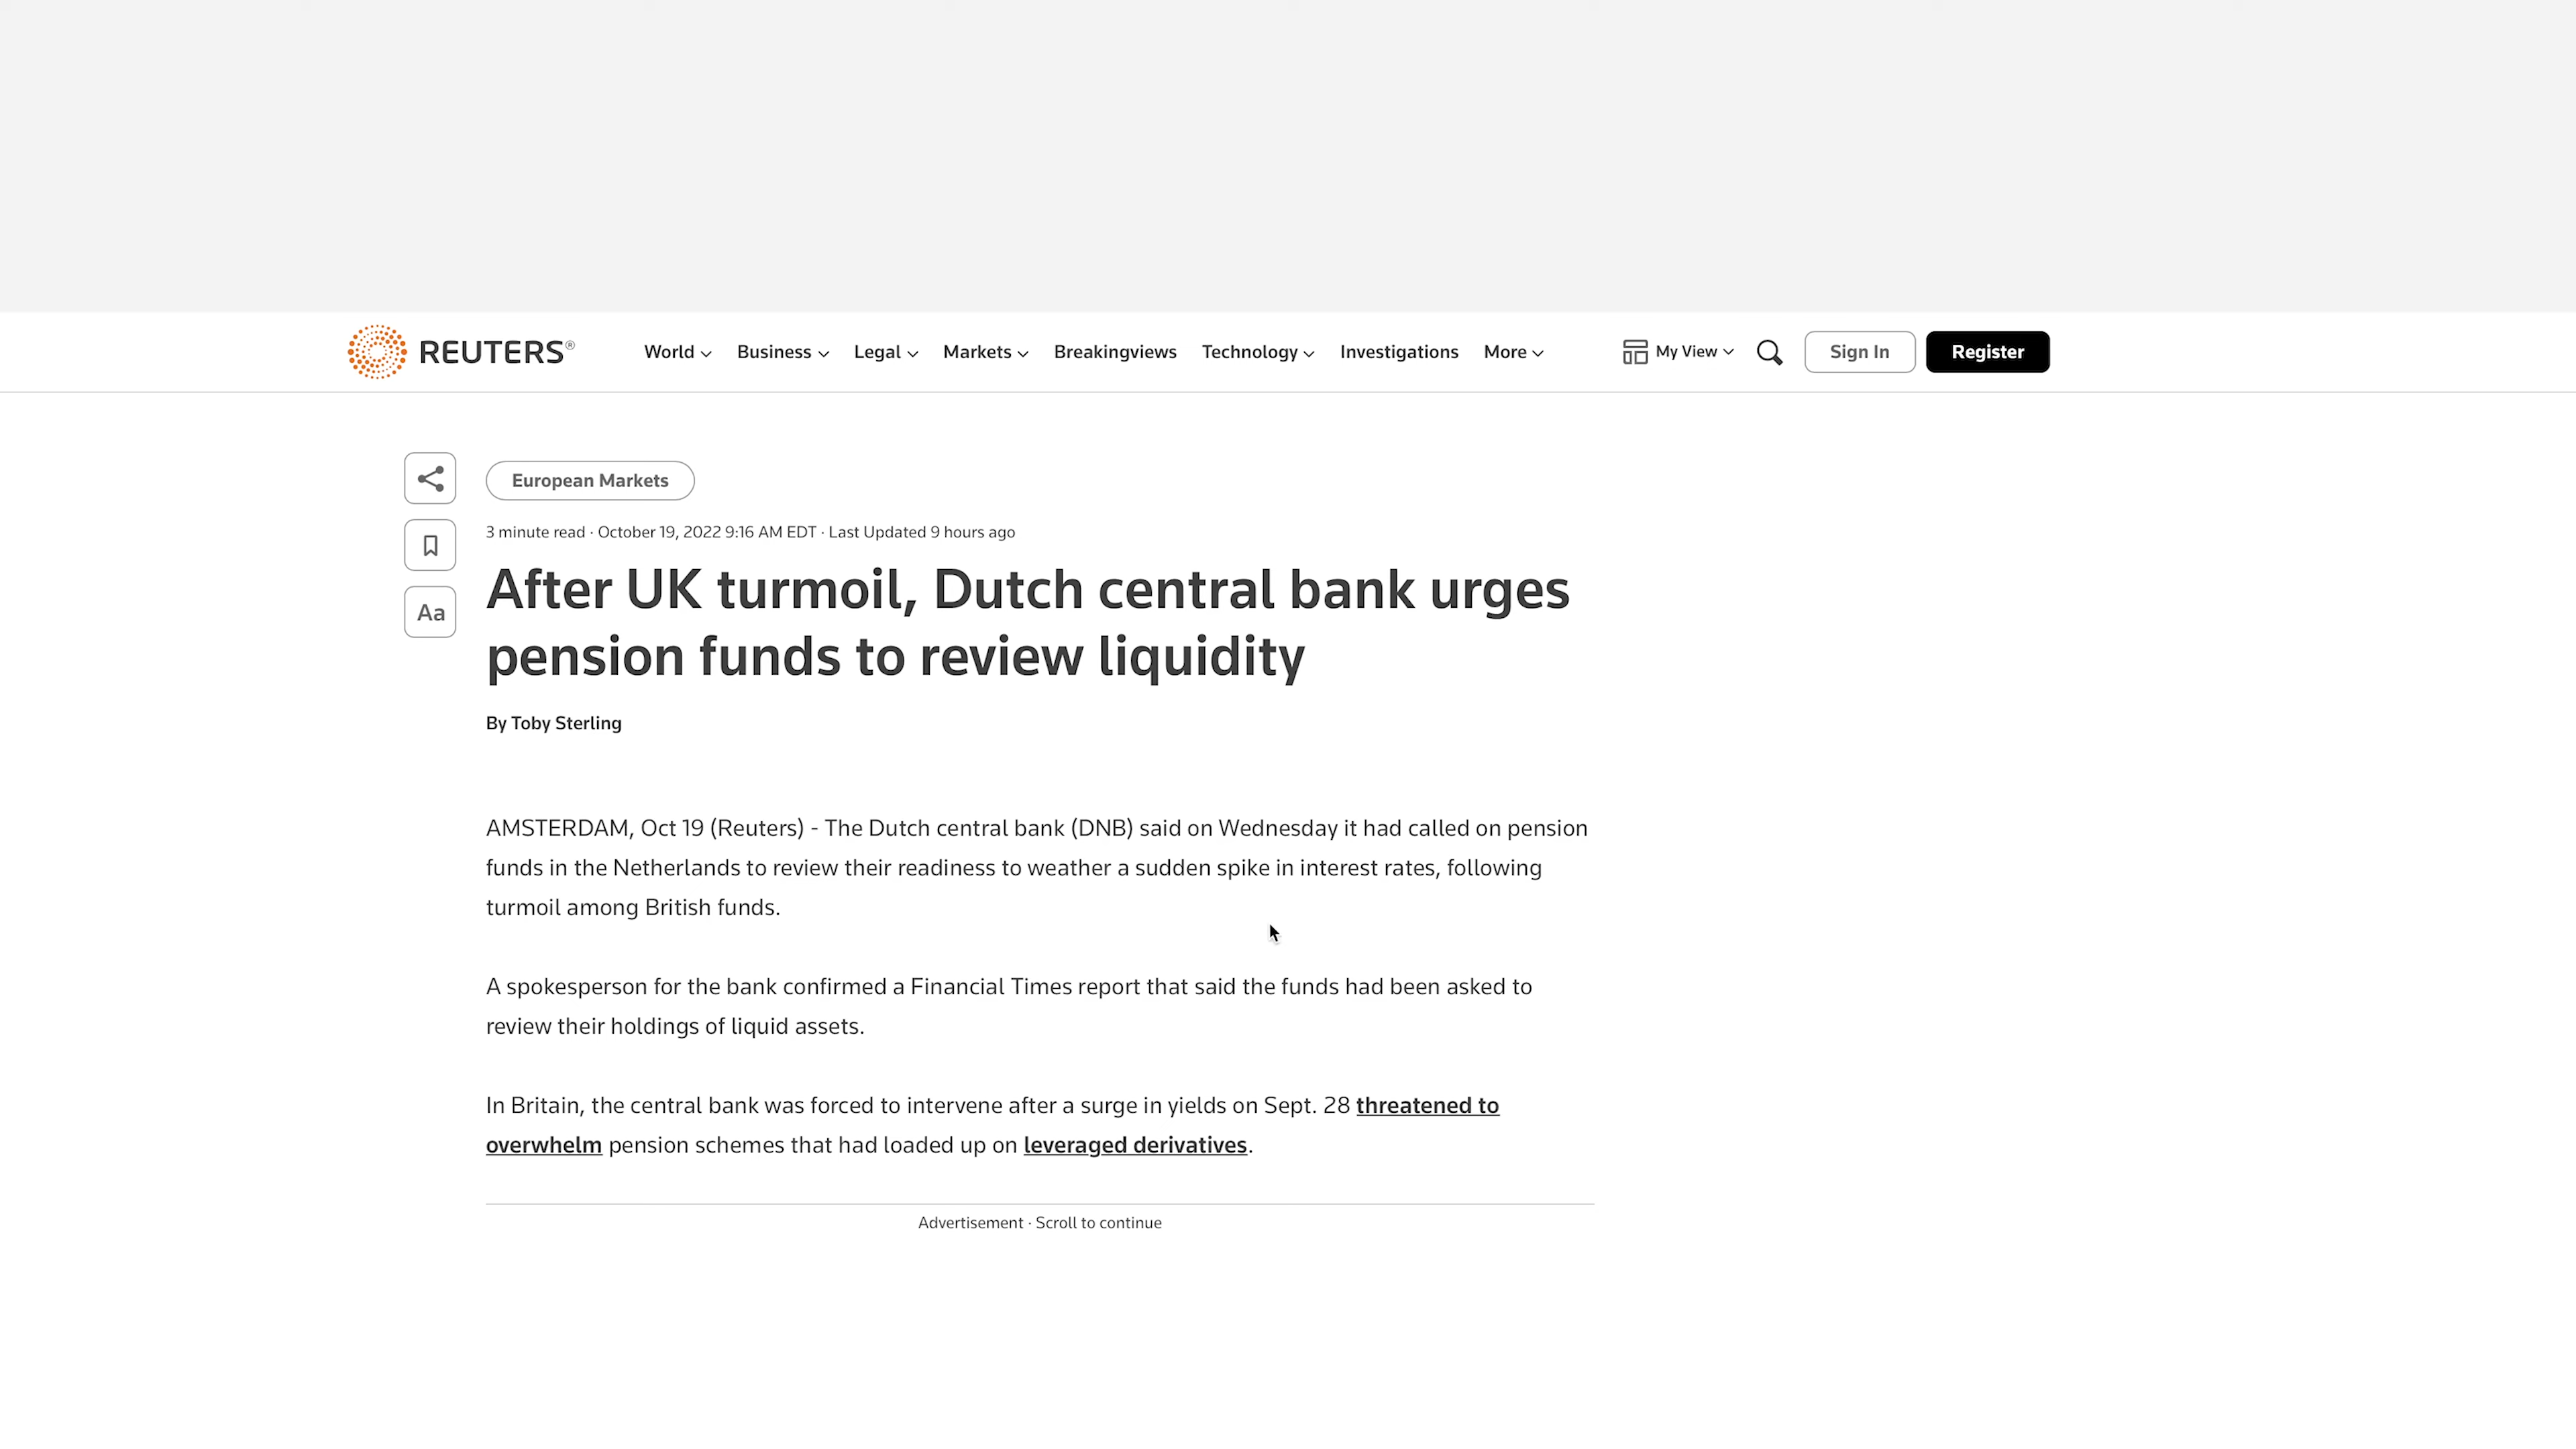 REUTERS®
World Business Legal Markets Breakingviews Technology Investigations More My View Sign In Register
European Markets
3 minute read · October 19, 2022 9:16 AM EDT · Last Updated 9 hours ago
Aa
After UK turmoil, Dutch central bank urges
pension funds to review liquidity
By Toby Sterling
AMSTERDAM, Oct 19 (Reuters) - The Dutch central bank (DNB) said on Wednesday it had called on pension
funds in the Netherlands to review their readiness to weather a sudden spike in interest rates, following
turmoil among British funds.
A spokesperson for the bank confirmed a Financial Times report that said the funds had been asked to
review their holdings of liquid assets.
In Britain, the central bank was forced to intervene after a surge in yields on Sept. 28 threatened to
overwhelm pension schemes that had loaded up on leveraged derivatives.
Advertisement · Scroll to continue